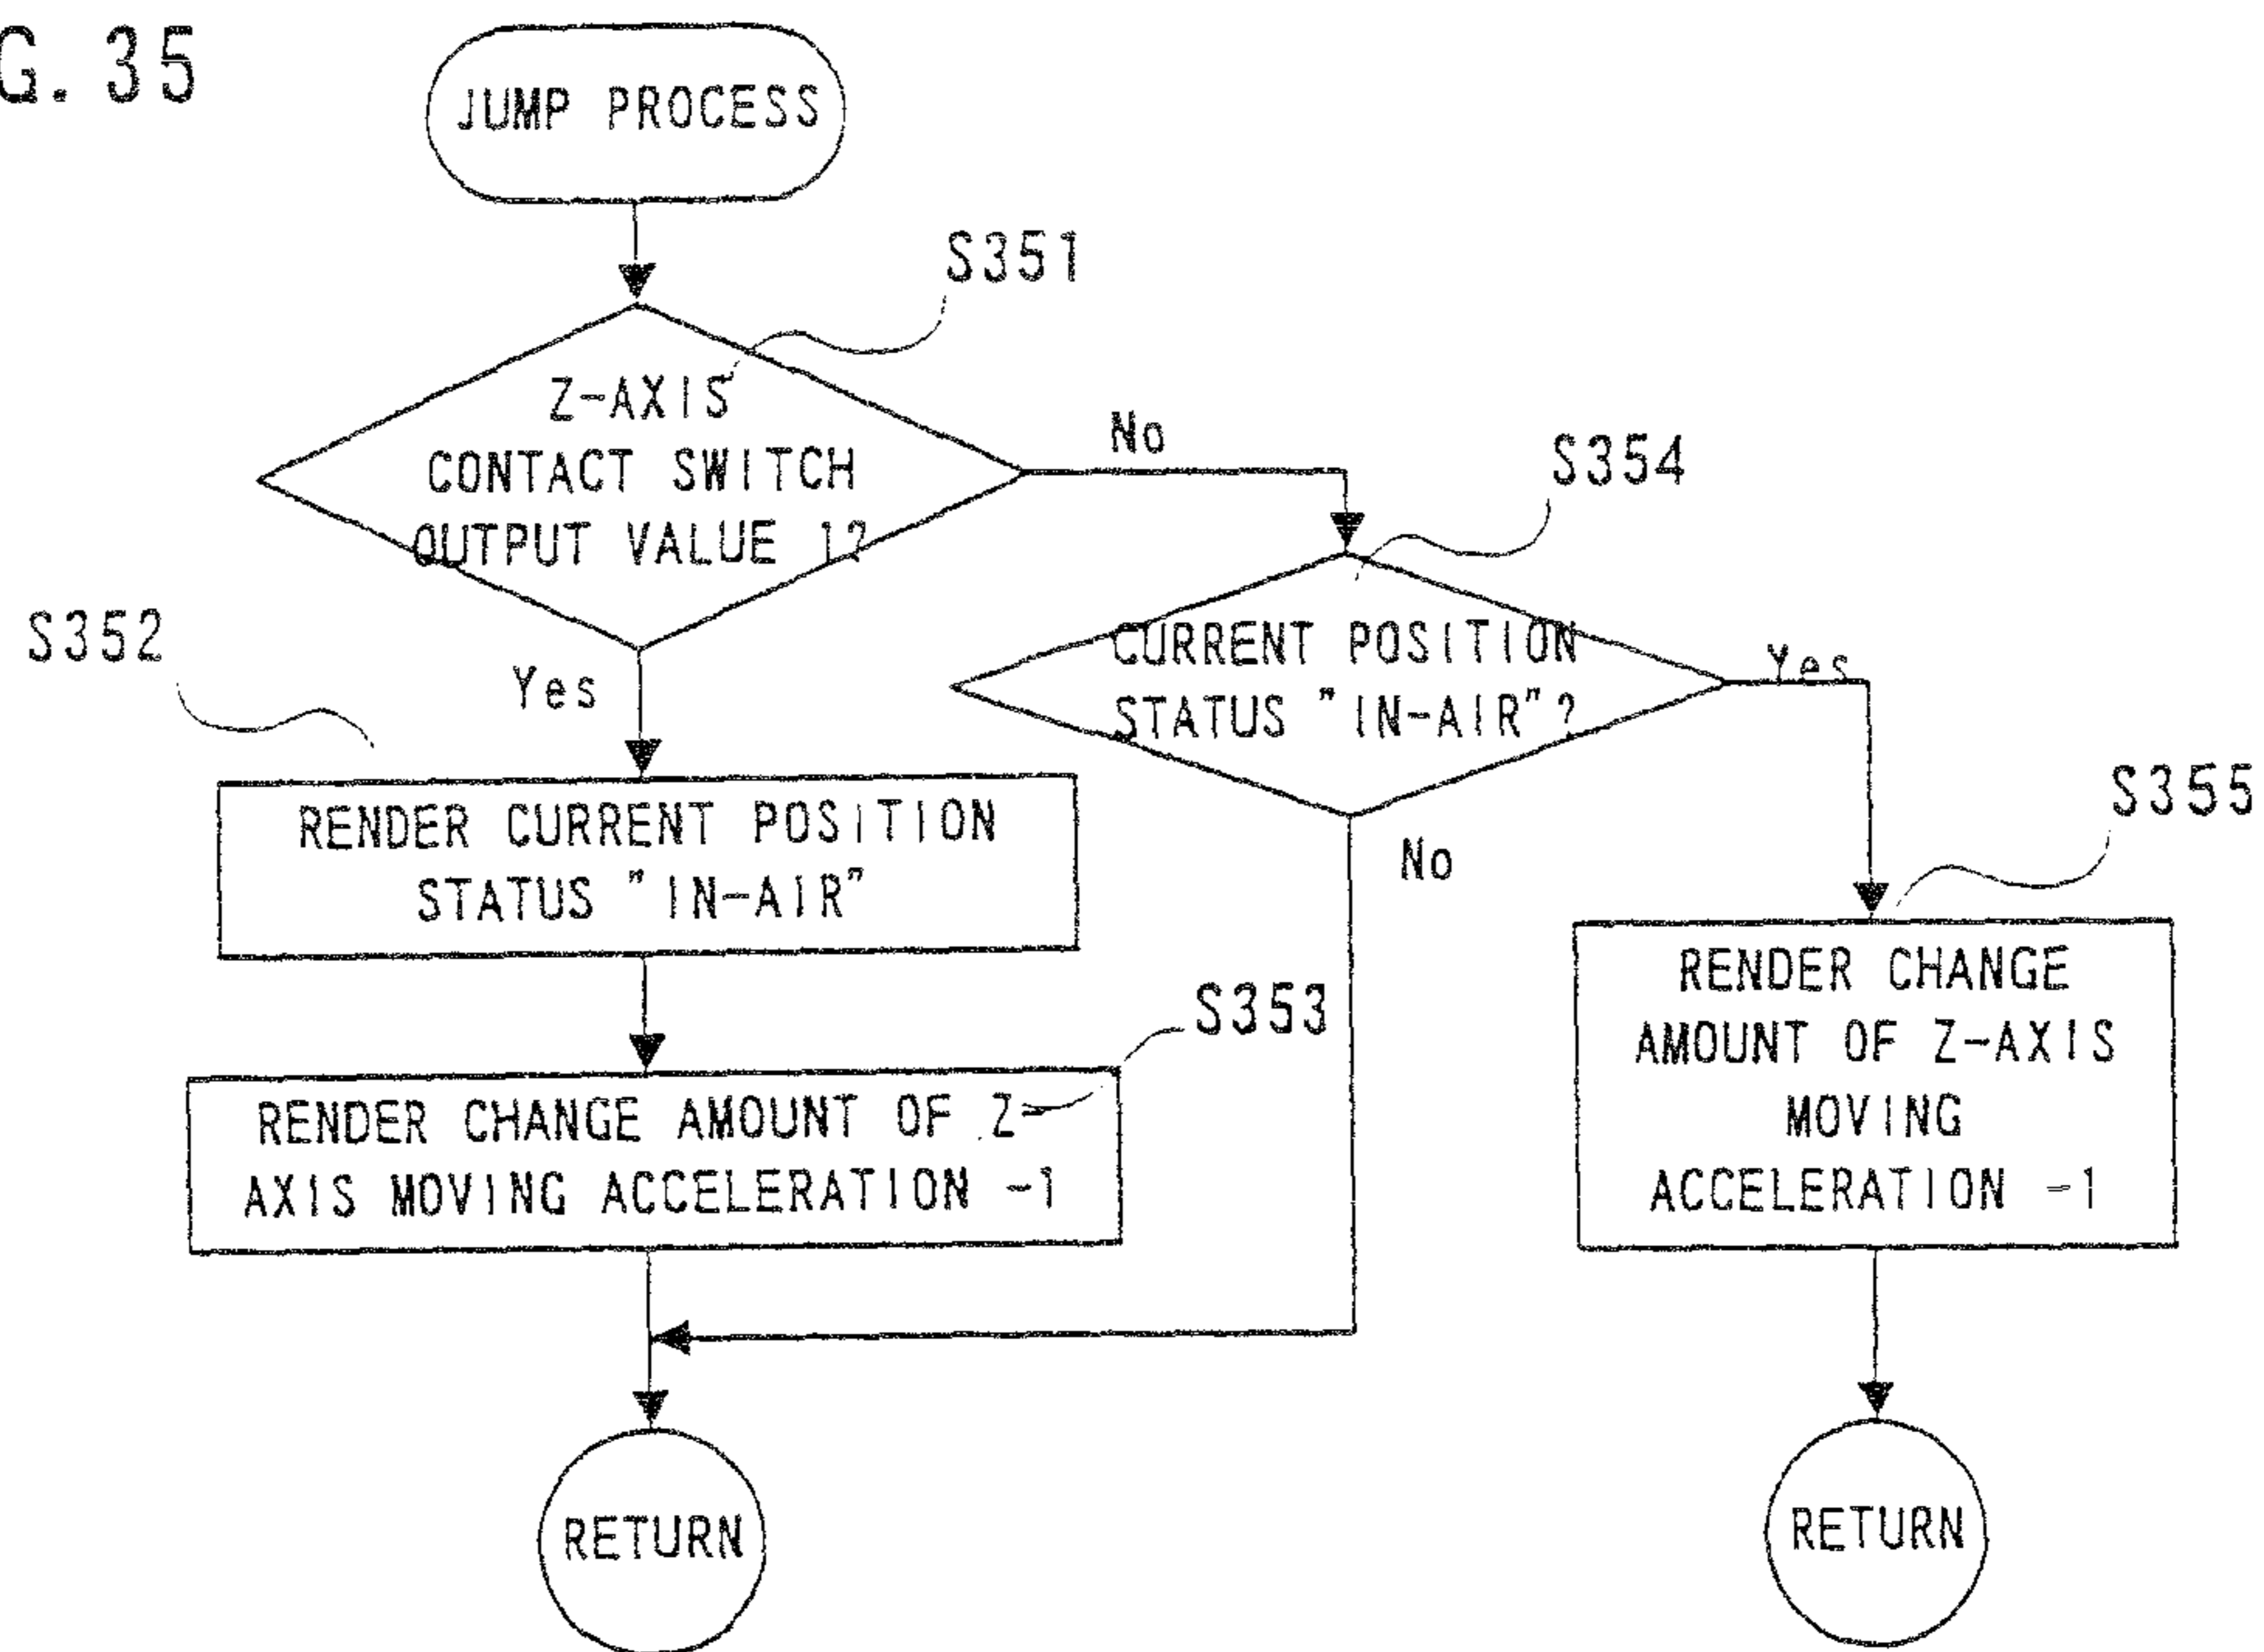 G. 35
JUMP PROCESS
S351
Z-AXIS
CONTACT SWITCH
OUTPUT VALUE 1?
No
S354
S352
Yes
CURRENT POSITION
STATUS "IN-AIR"?
Yes
RENDER CURRENT POSITION
STATUS "IN-AIR"
No
S355
S353
RENDER CHANGE AMOUNT OF Z-
AXIS MOVING ACCELERATION -1
RENDER CHANGE
AMOUNT OF Z-AXIS
MOVING
ACCELERATION -1
RETURN
RETURN